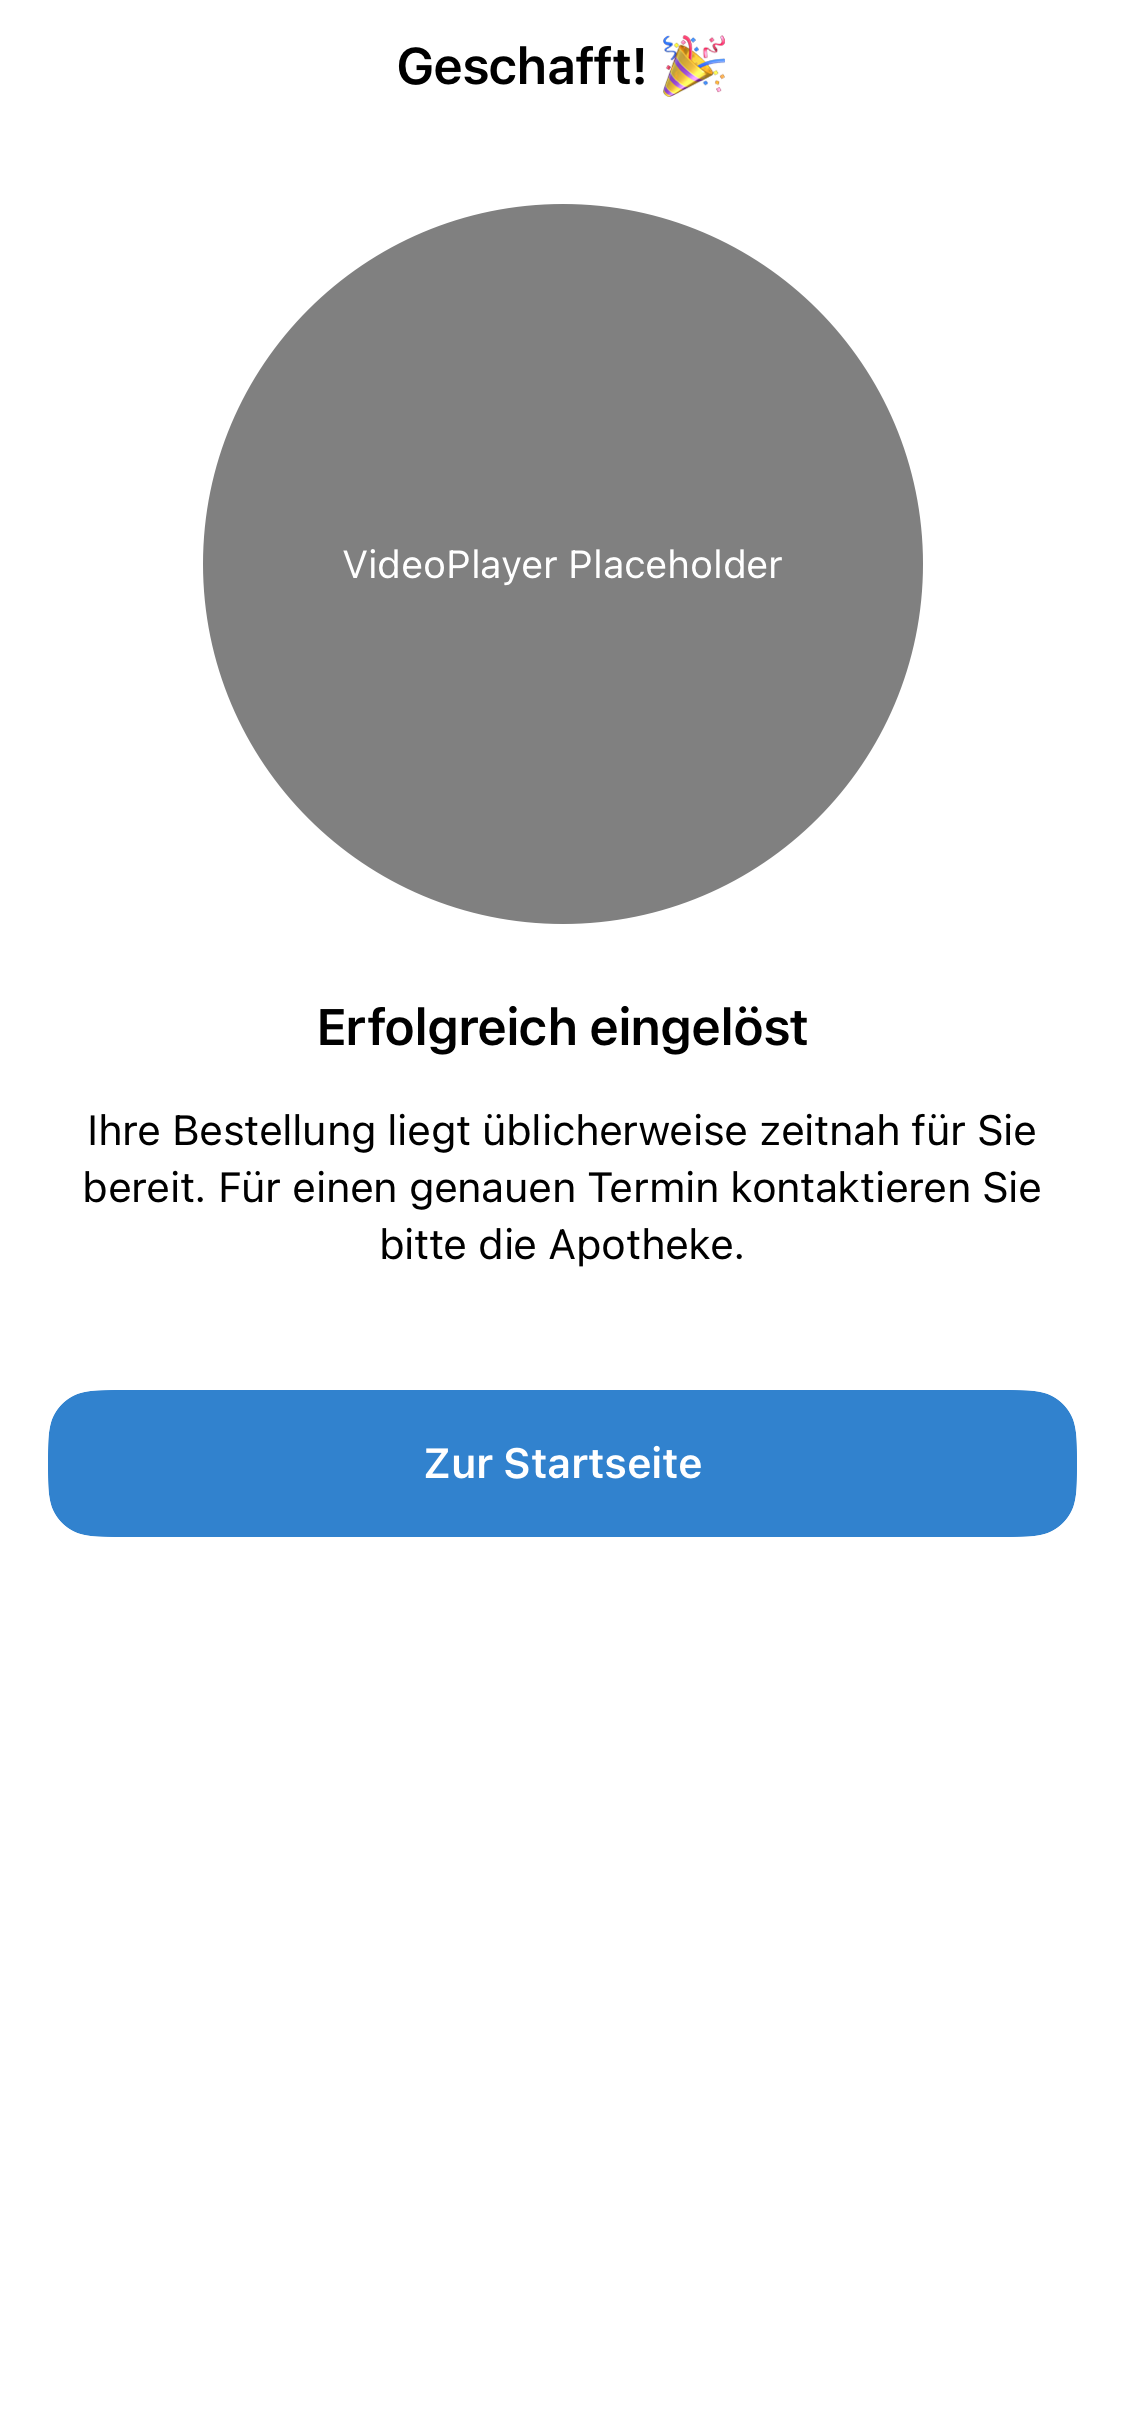 Geschafft! 🎉
VideoPlayer Placeholder
Erfolgreich eingelöst
Ihre Bestellung liegt üblicherweise zeitnah für Sie
bereit. Für einen genauen Termin kontaktieren Sie
bitte die Apotheke.
Zur Startseite